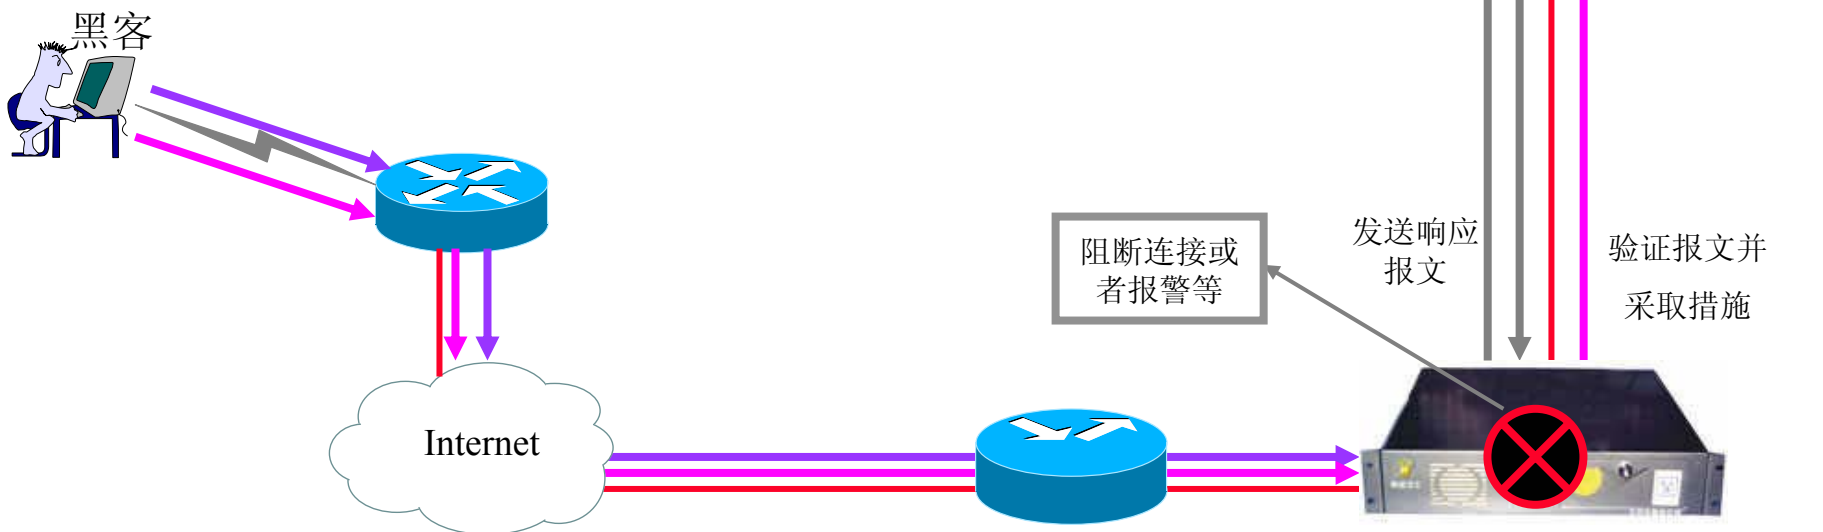 黑客
发送响应
报文
验证报文并
采取措施
阻断连接或
者报警等
Internet